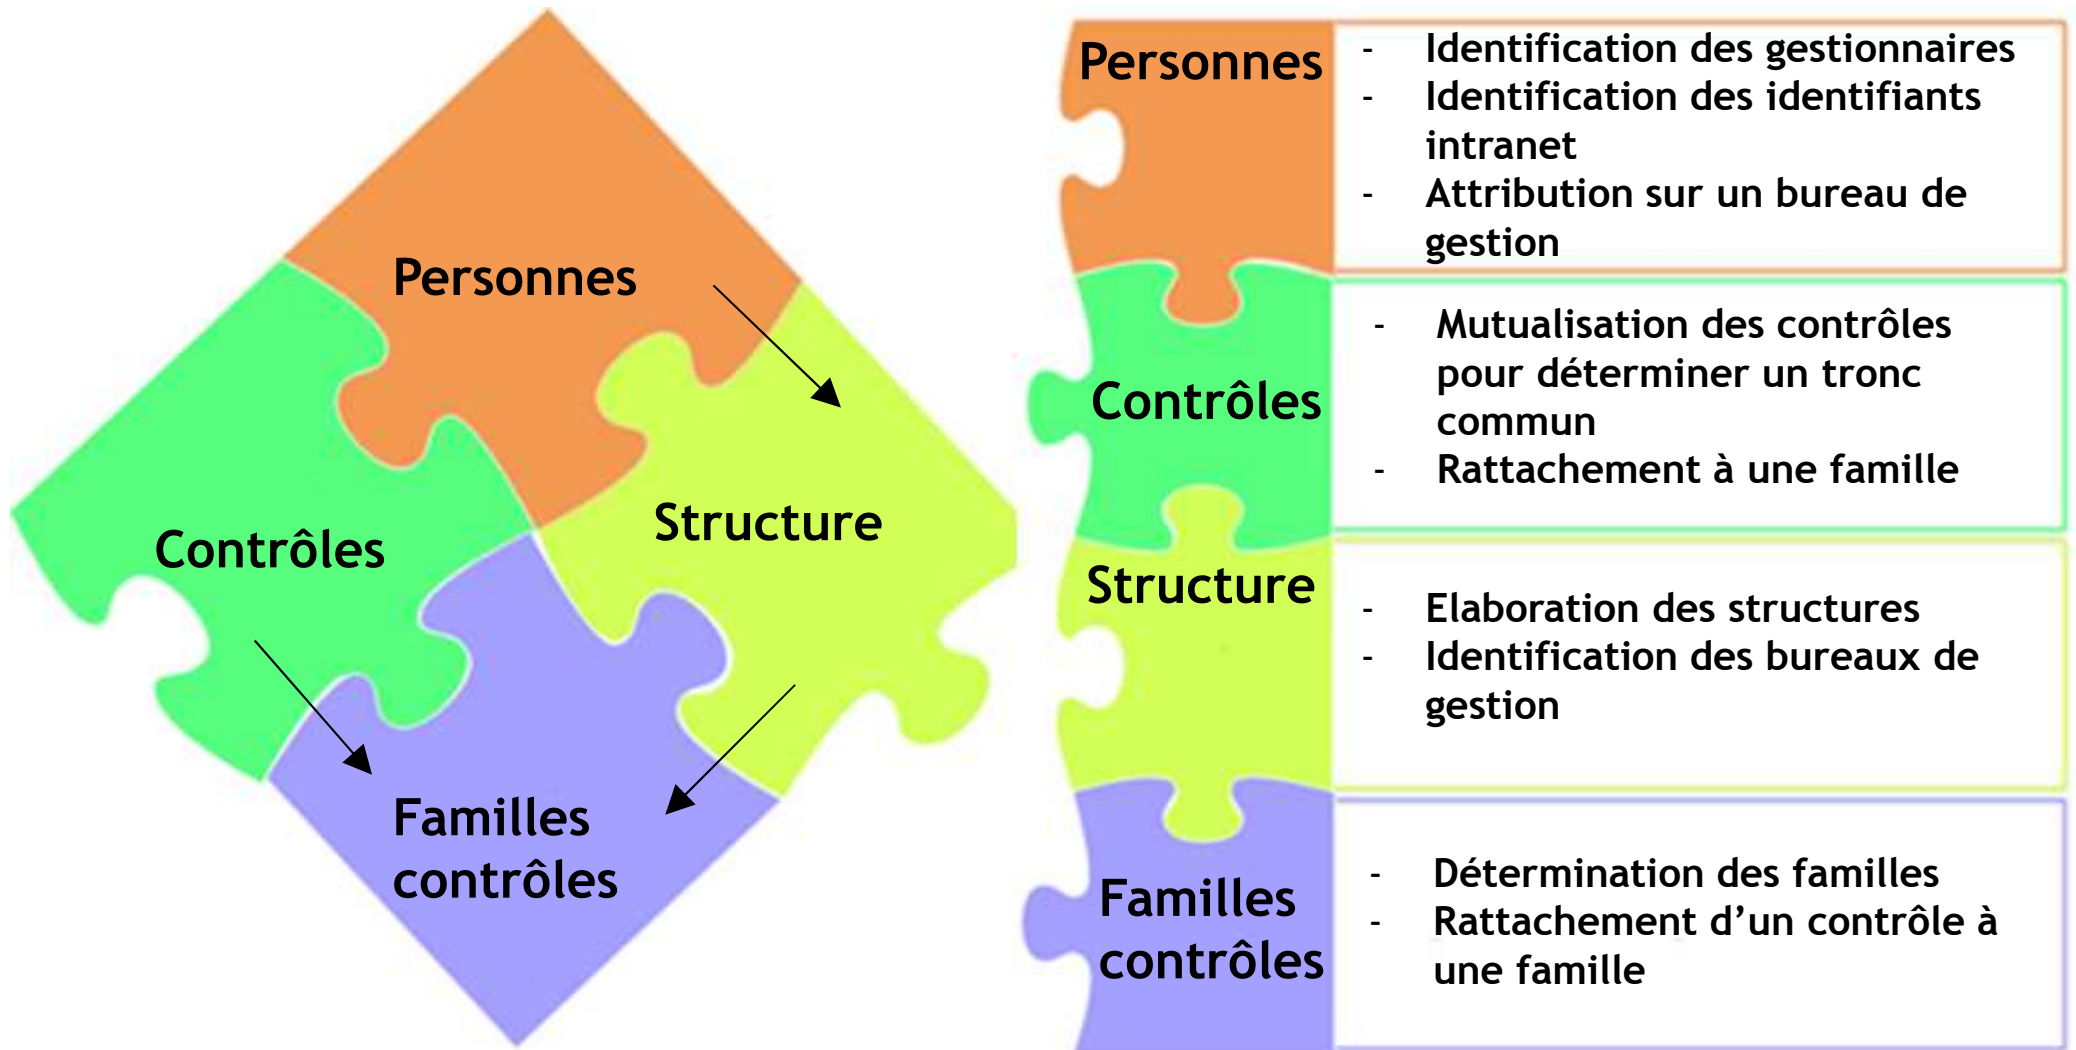 Personnes
Contrôles
Structure
Familles
contrôles
Personnes
- Identification des gestionnaires
- Identification des identifiants
intranet
- Attribution sur un bureau de
gestion
Contrôles
- Mutualisation des contrôles
pour déterminer un tronc
commun
- Rattachement à une famille
Structure
- Elaboration des structures
- Identification des bureaux de
gestion
Familles
contrôles
- Détermination des familles
- Rattachement d’un contrôle à
une famille